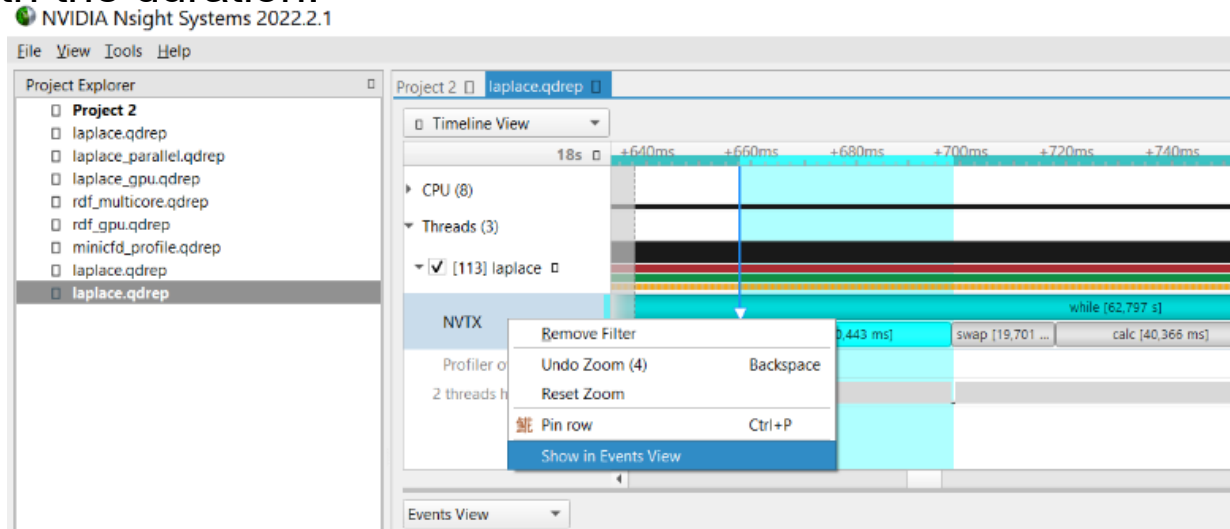 NVIDIA Nsight Systems 2022.2.1
File View Tools Help
Project Explorer
Project 2
laplace.qdrep
laplace_parallel.qdrep
laplace_gpu.qdrep
rdf_multicore.qdrep
rdf_gpu.qdrep
minicfd_profile.qdrep
laplace.qdrep
laplace.qdrep
Project 2 laplace.qdrep
Timeline View
18s +640ms +660ms +680ms +700ms +720ms +740ms
CPU (8)
Threads (3)
[113] laplace
while [62,797 s]
NVTX
0,443 ms] swap [19,701 ... calc [40,366 ms]
Profiler o
2 threads h
Remove Filter
Undo Zoom (4) Backspace
Reset Zoom
Pin row Ctrl+P
Show in Events View
Events View